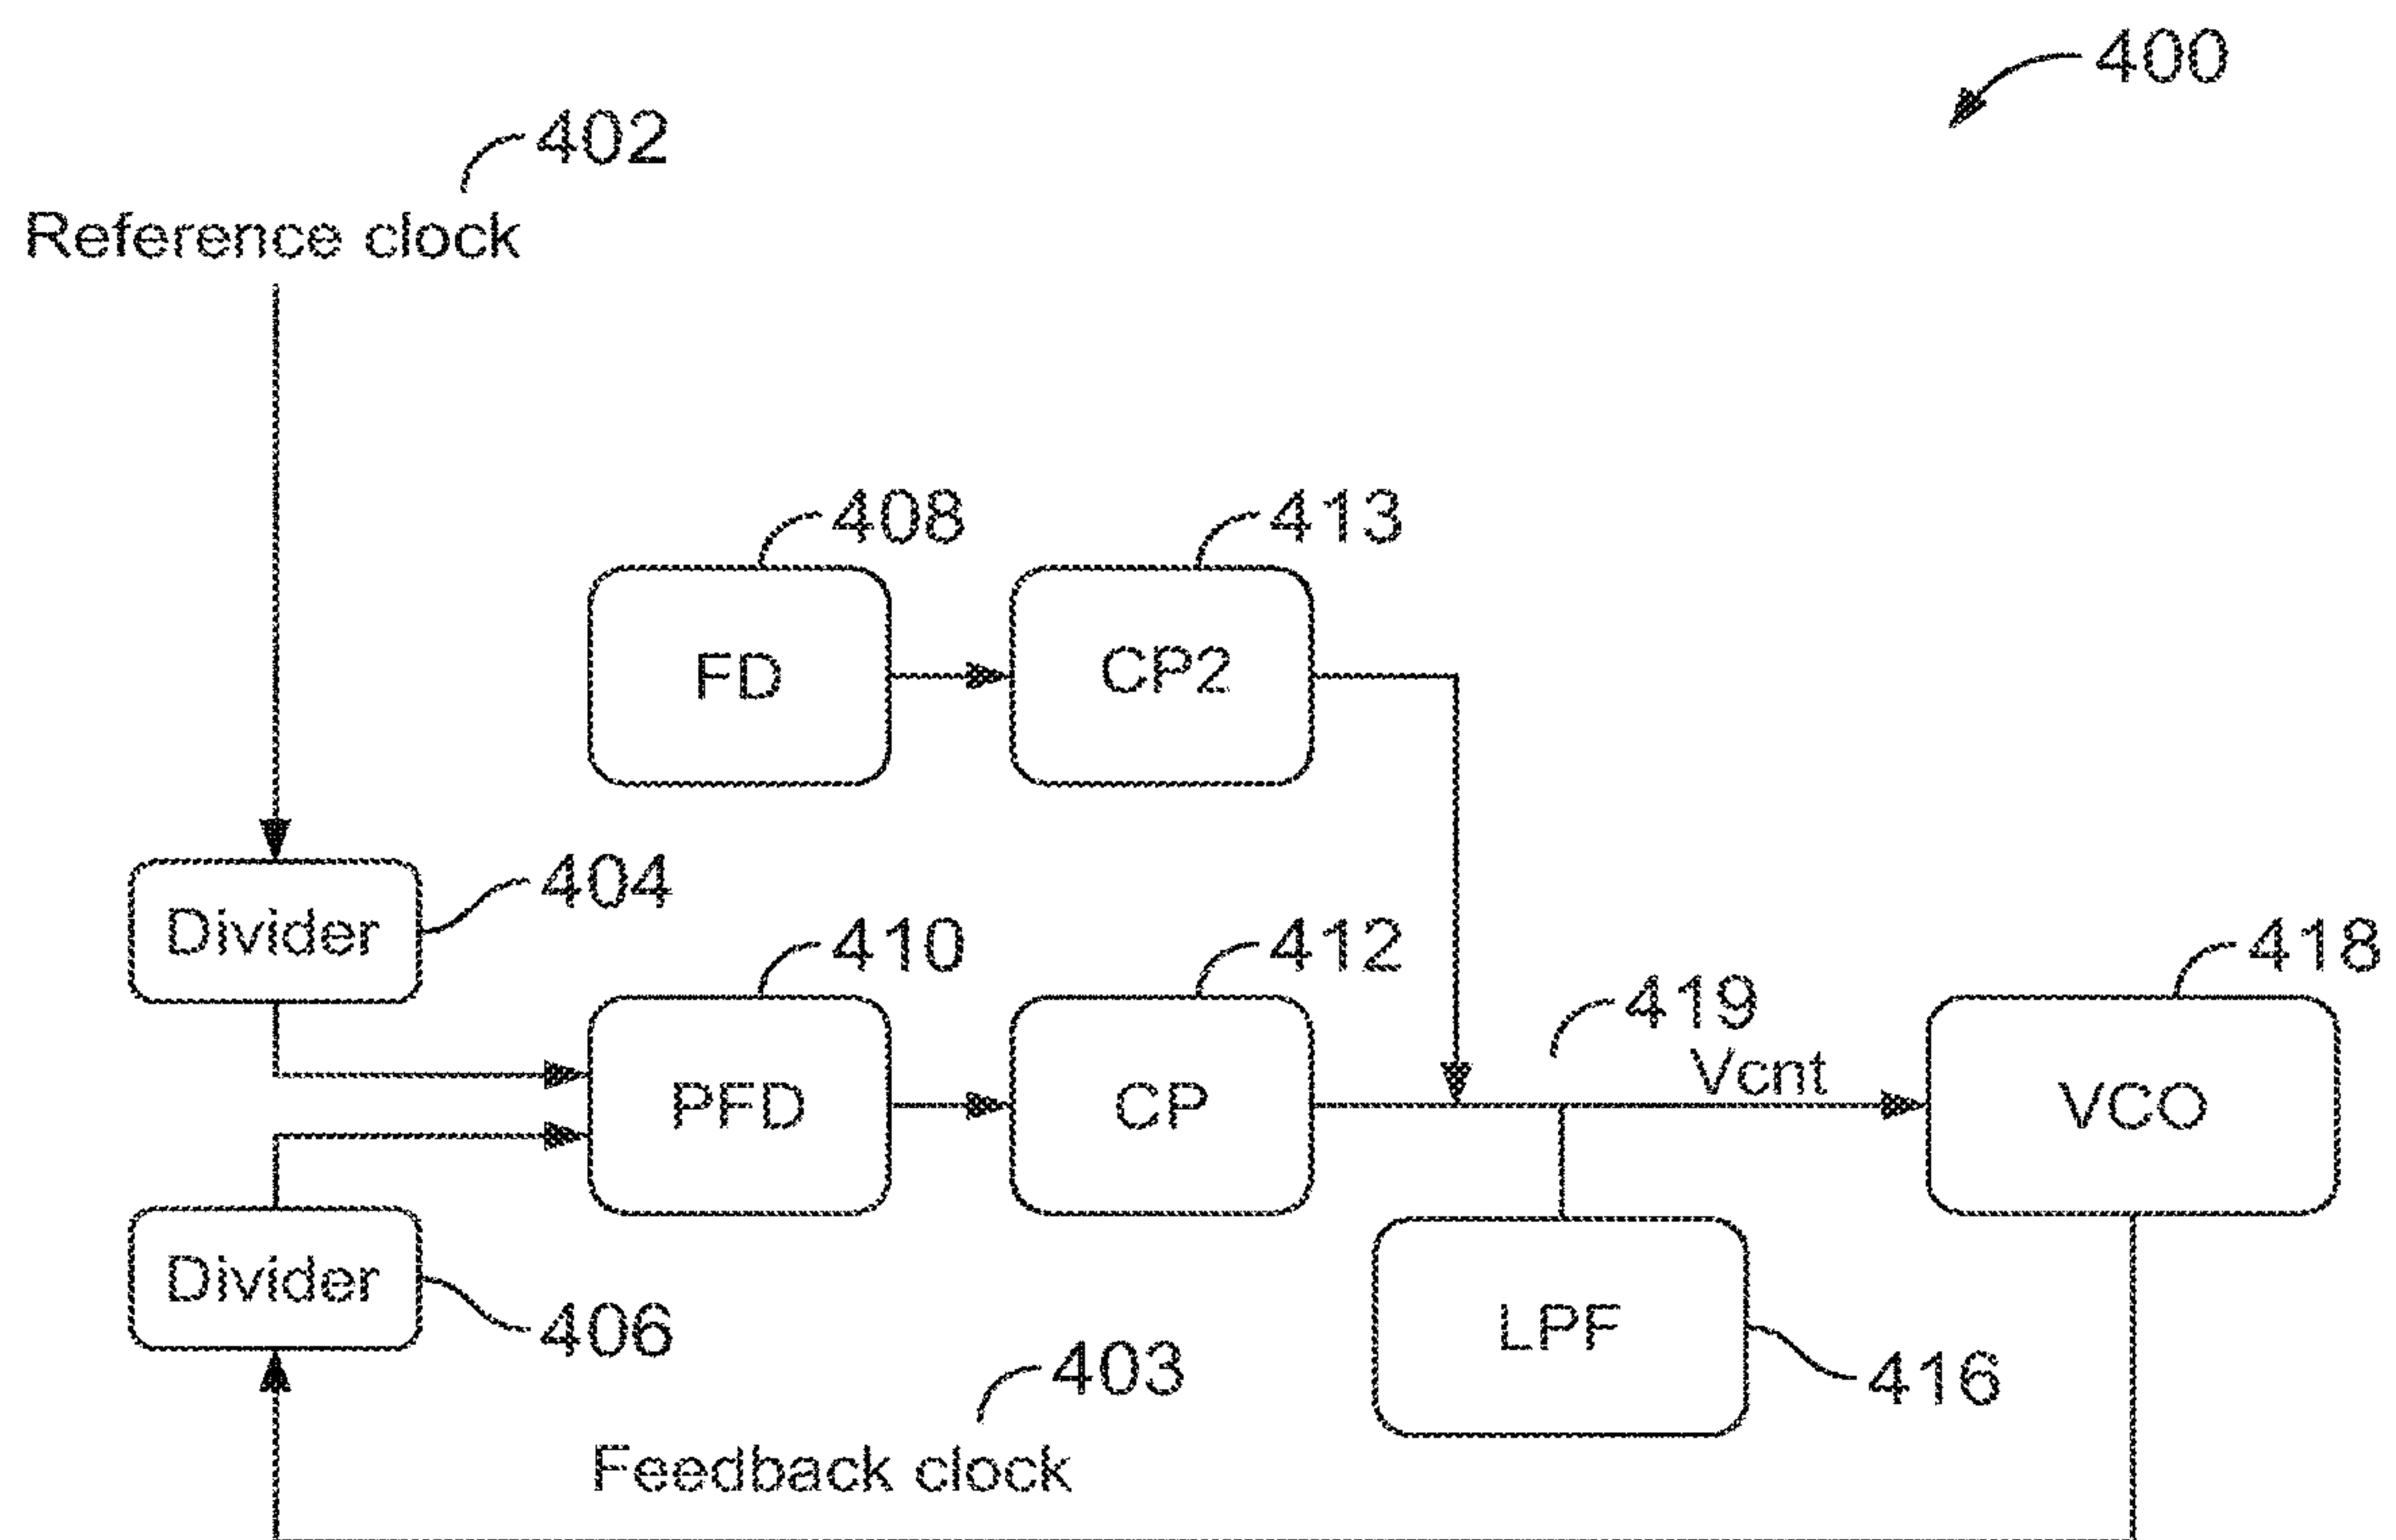 400
402
Reference clock
408
413
FD
CP2
404
Divider
410
412
418
419
Vcnt
PFD
CP
VCO
Divider
406
LPF
403
416
Feedback clock